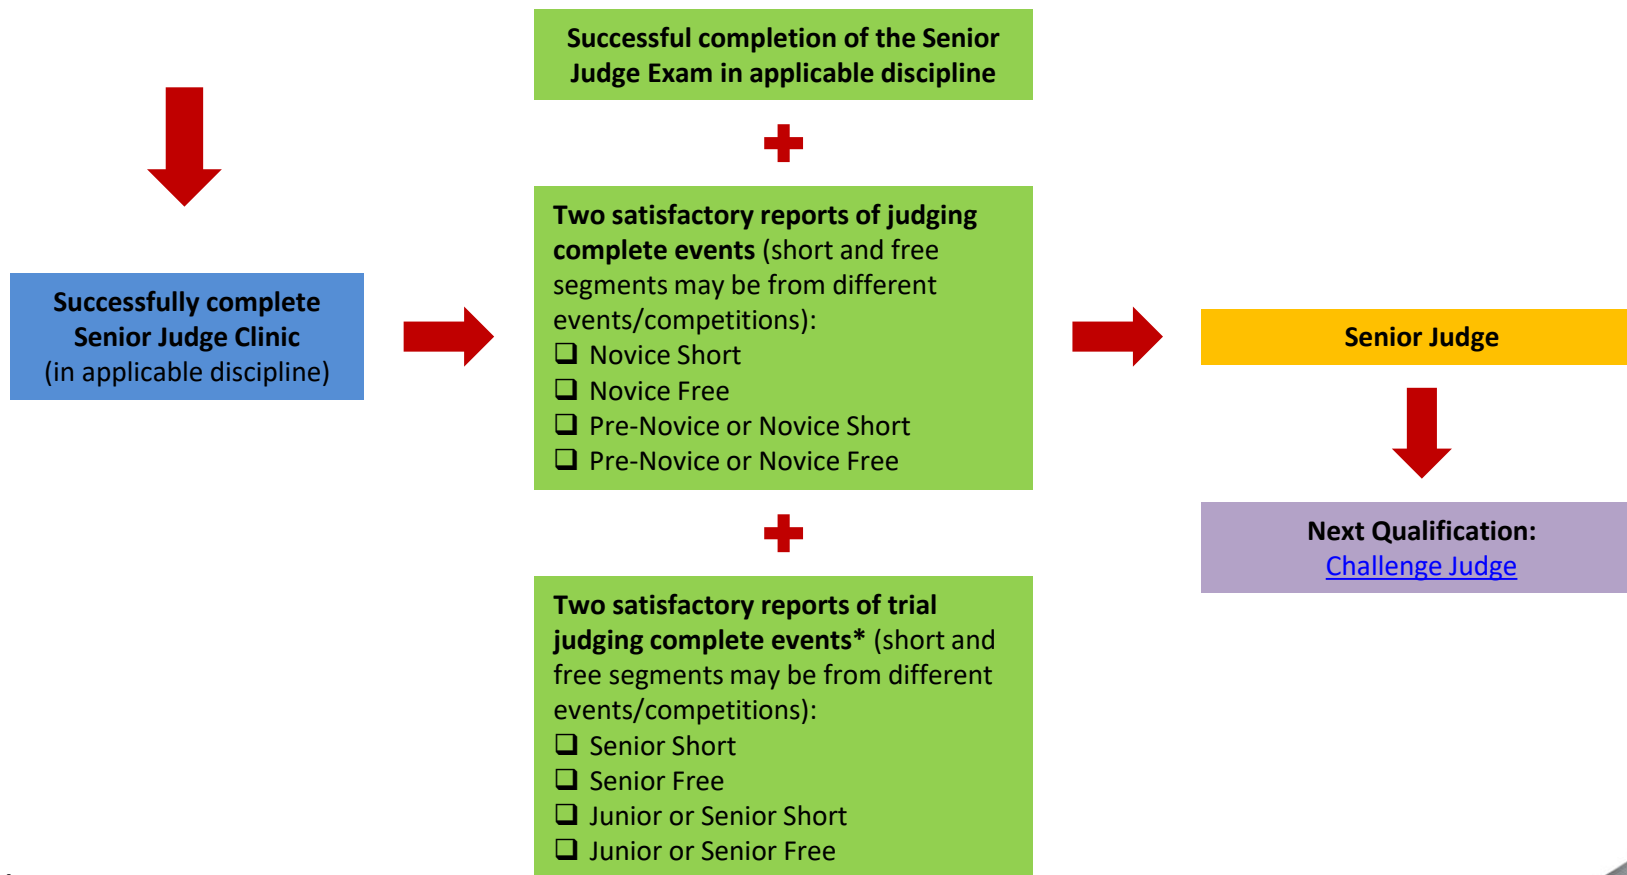 Successful completion of the Senior
Judge Exam in applicable discipline
Two satisfactory reports of judging
complete events (short and free
segments may be from different
events/competitions):
❑ Novice Short
❑ Novice Free
❑ Pre-Novice or Novice Short
❑ Pre-Novice or Novice Free
Successfully complete
Senior Judge Clinic
(in applicable discipline)
Senior Judge
Next Qualification:
Challenge Judge
Two satisfactory reports of trial
judging complete events* (short and
free segments may be from different
events/competitions):
❑ Senior Short
❑ Senior Free
❑ Junior or Senior Short
❑ Junior or Senior Free